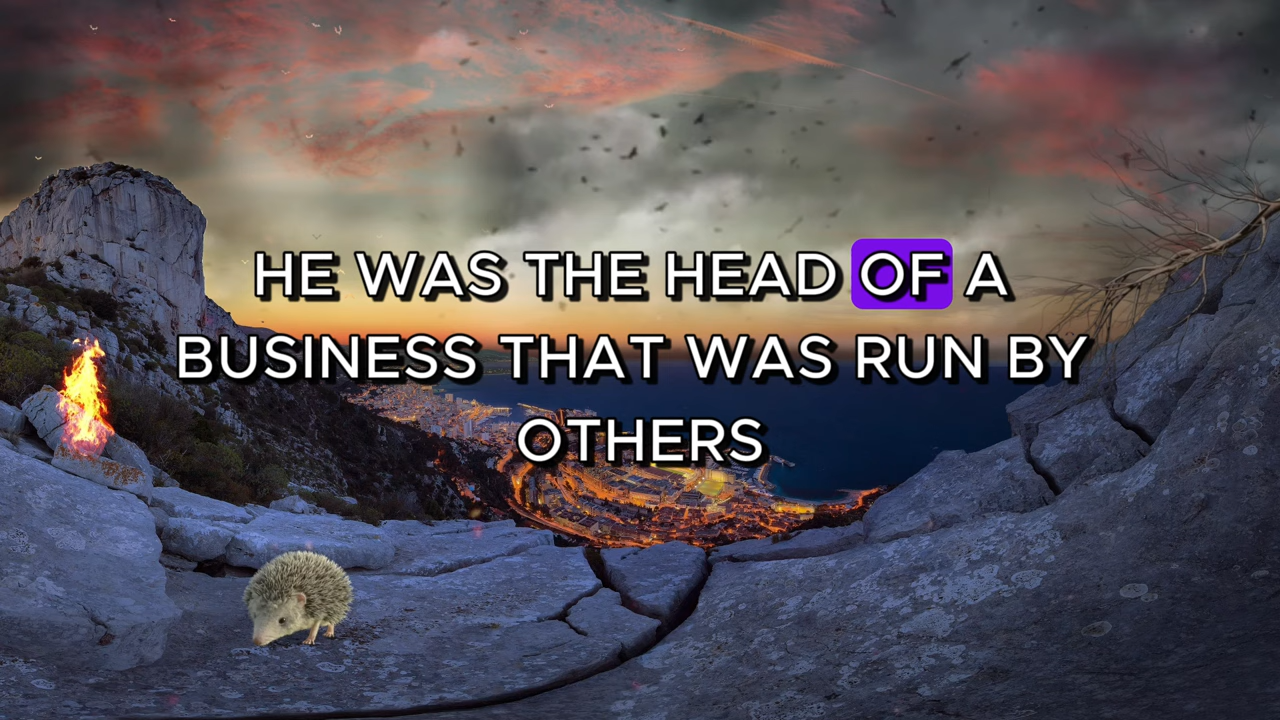 HE WAS THE HEAD OF A
BUSINESS THAT WAS RUN BY
OTHERS